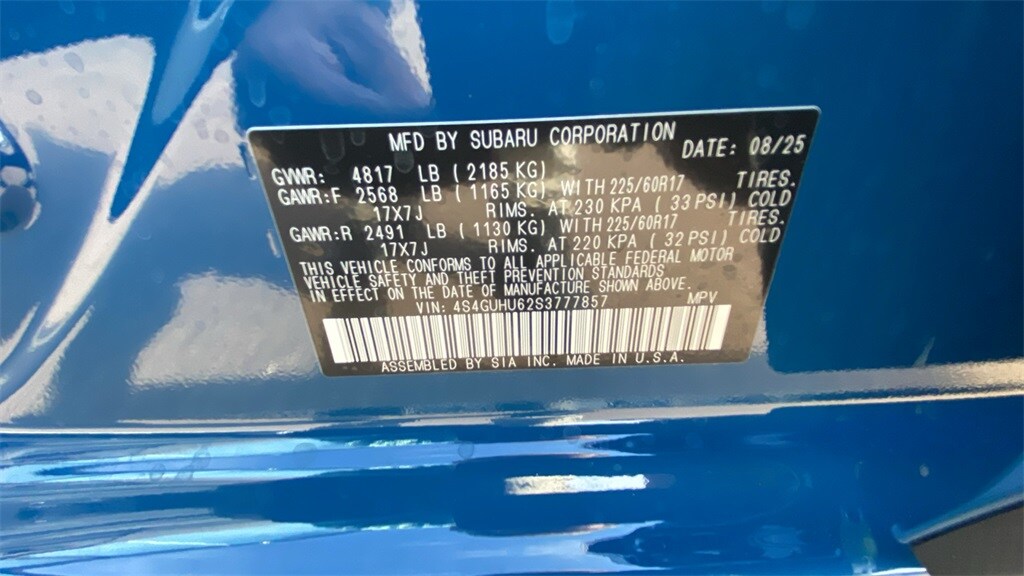 MFD BY SUBARU CORPORATION DATE: 08/25
GVWR: 4817 LB (2185 KG)
GAWR:F 2568 LB (1165 KG) WITH 225/60R17 TIRES.
17X7J RIMS. AT 230 KPA (33 PSI) COLD
GAWR:R 2491 LB (1130 KG) WITH 225/60R17 TIRES.
17X7J RIMS. AT 220 KPA (32 PSI) COLD
THIS VEHICLE CONFORMS TO ALL APPLICABLE FEDERAL MOTOR
VEHICLE SAFETY AND THEFT PREVENTION STANDARDS
IN EFFECT ON THE DATE OF MANUFACTURE SHOWN ABOVE.
VIN: 4S4GUHU62S3777857 MPV
ASSEMBLED BY SIA INC. MADE IN U.S.A.